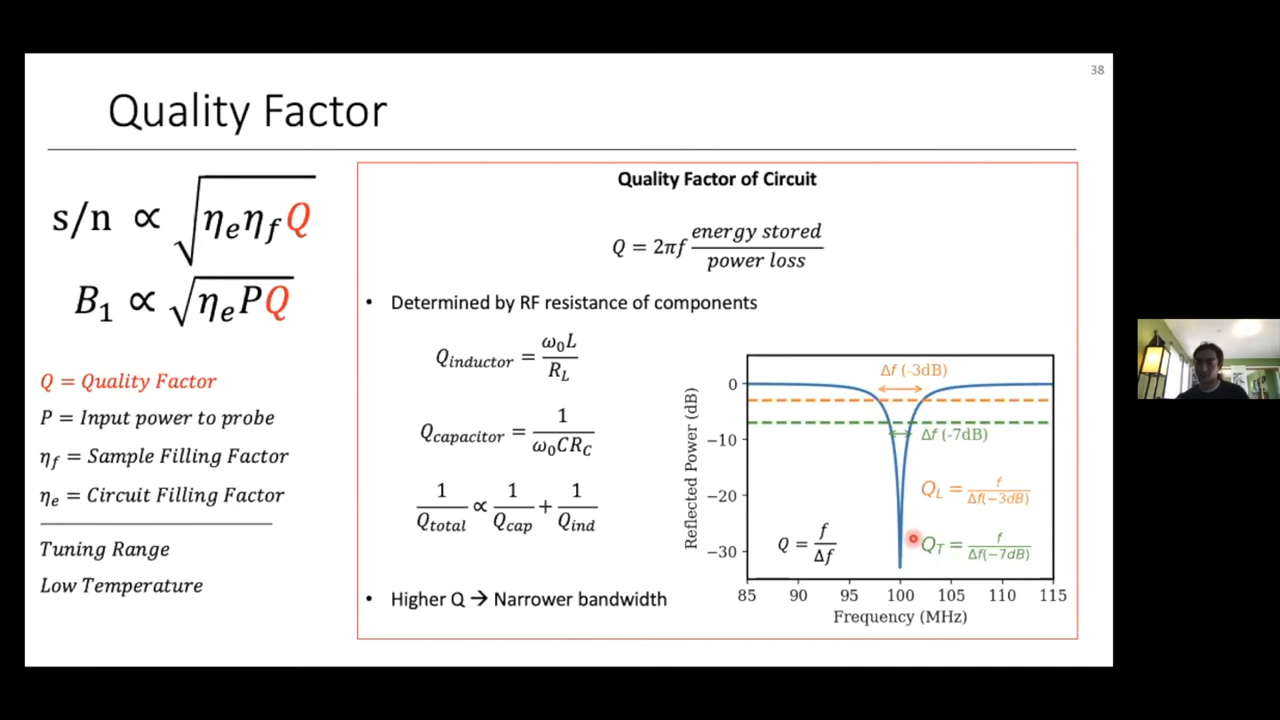 38
Quality Factor
s/n ∝ √(η_e η_f Q)
B_1 ∝ √(η_e P Q)
Q = Quality Factor
P = Input power to probe
η_f = Sample Filling Factor
η_e = Circuit Filling Factor
Tuning Range
Low Temperature
Quality Factor of Circuit
Q = 2πf energy stored / power loss
• Determined by RF resistance of components
Q_inductor = ω_0 L / R_L
Q_capacitor = 1 / ω_0 C R_C
1/Q_total ∝ 1/Q_cap + 1/Q_ind
• Higher Q → Narrower bandwidth
Δf (-3dB)
Δf (-7dB)
Q_L = f / Δf(−3dB)
Q_T = f / Δf(−7dB)
Q = f / Δf
Reflected Power (dB)
0
−10
−20
−30
85 90 95 100 105 110 115
Frequency (MHz)